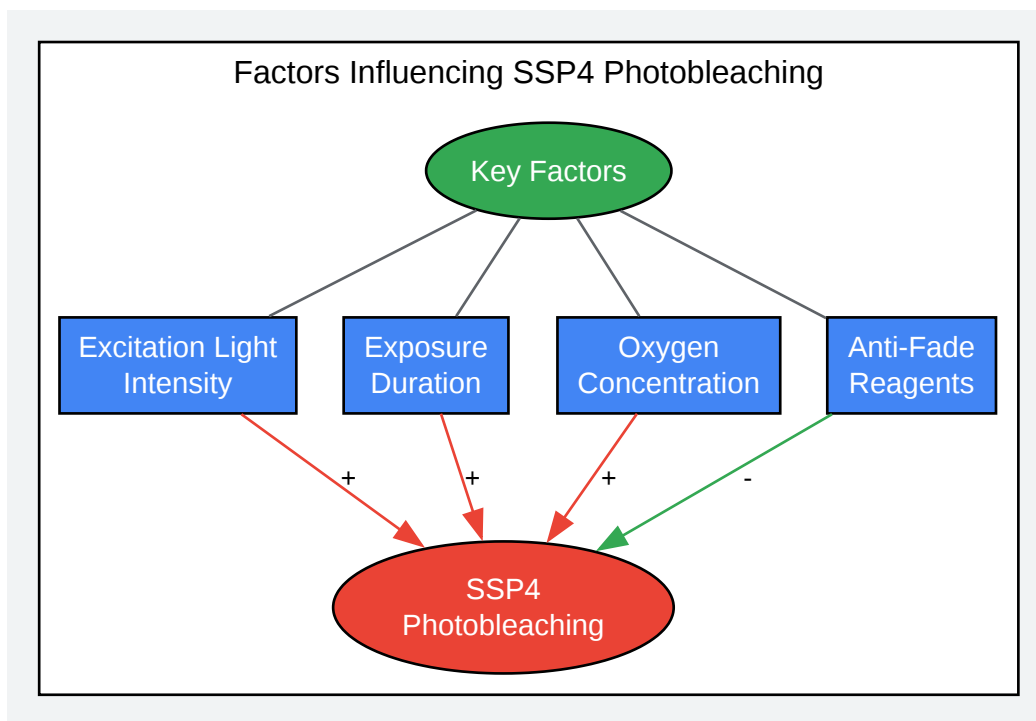 Factors Influencing SSP4 Photobleaching
Key Factors
Excitation Light
Intensity
Exposure
Duration
Oxygen
Concentration
Anti-Fade
Reagents
+
+
+
-
SSP4
Photobleaching